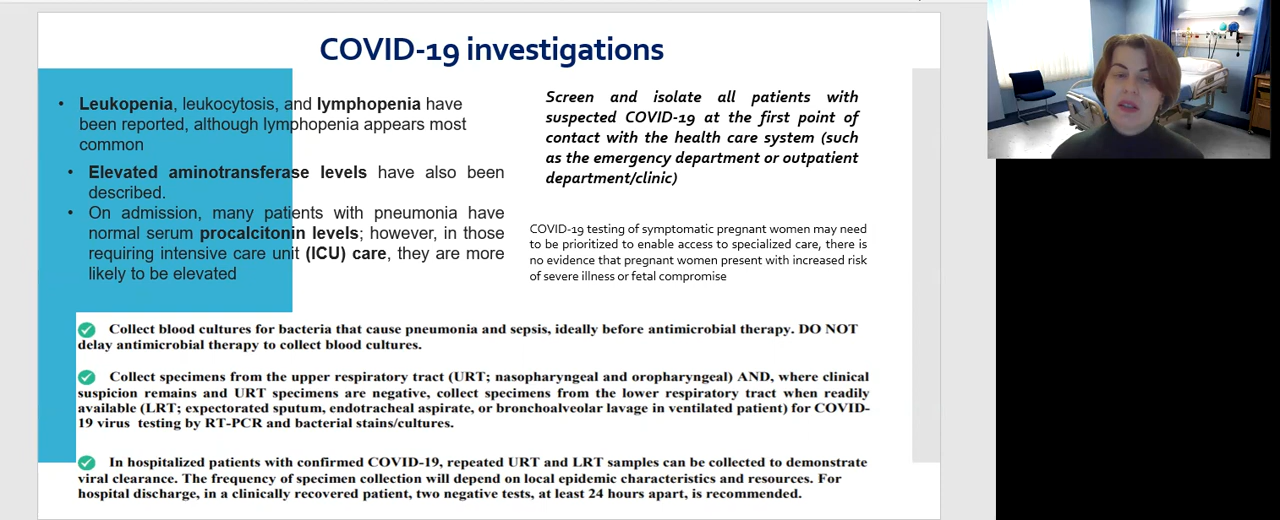 COVID-19 investigations
• Leukopenia, leukocytosis, and lymphopenia have
been reported, although lymphopenia appears most
common
• Elevated aminotransferase levels have also been
described.
• On admission, many patients with pneumonia have
normal serum procalcitonin levels; however, in those
requiring intensive care unit (ICU) care, they are more
likely to be elevated
Screen and isolate all patients with
suspected COVID-19 at the first point of
contact with the health care system (such
as the emergency department or outpatient
department/clinic)
COVID-19 testing of symptomatic pregnant women may need
to be prioritized to enable access to specialized care, there is
no evidence that pregnant women present with increased risk
of severe illness or fetal compromise
Collect blood cultures for bacteria that cause pneumonia and sepsis, ideally before antimicrobial therapy. DO NOT
delay antimicrobial therapy to collect blood cultures.
Collect specimens from the upper respiratory tract (URT; nasopharyngeal and oropharyngeal) AND, where clinical
suspicion remains and URT specimens are negative, collect specimens from the lower respiratory tract when readily
available (LRT; expectorated sputum, endotracheal aspirate, or bronchoalveolar lavage in ventilated patient) for COVID-
19 virus testing by RT-PCR and bacterial stains/cultures.
In hospitalized patients with confirmed COVID-19, repeated URT and LRT samples can be collected to demonstrate
viral clearance. The frequency of specimen collection will depend on local epidemic characteristics and resources. For
hospital discharge, in a clinically recovered patient, two negative tests, at least 24 hours apart, is recommended.